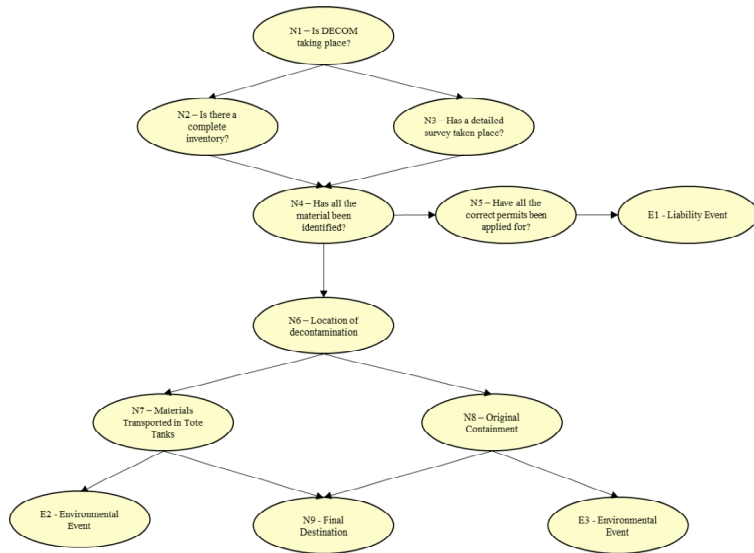 N1 – Is DECOM
taking place?
N2 – Is there a
complete
inventory?
N3 – Has a detailed
survey taken place?
N4 – Has all the
material been
identified?
N5 – Have all the
correct permits been
applied for?
E1 - Liability Event
N6 – Location of
decontamination
N7 – Materials
Transported in Tote
Tanks
N8 – Original
Containment
E2 - Environmental
Event
N9 - Final
Destination
E3 - Environmental
Event